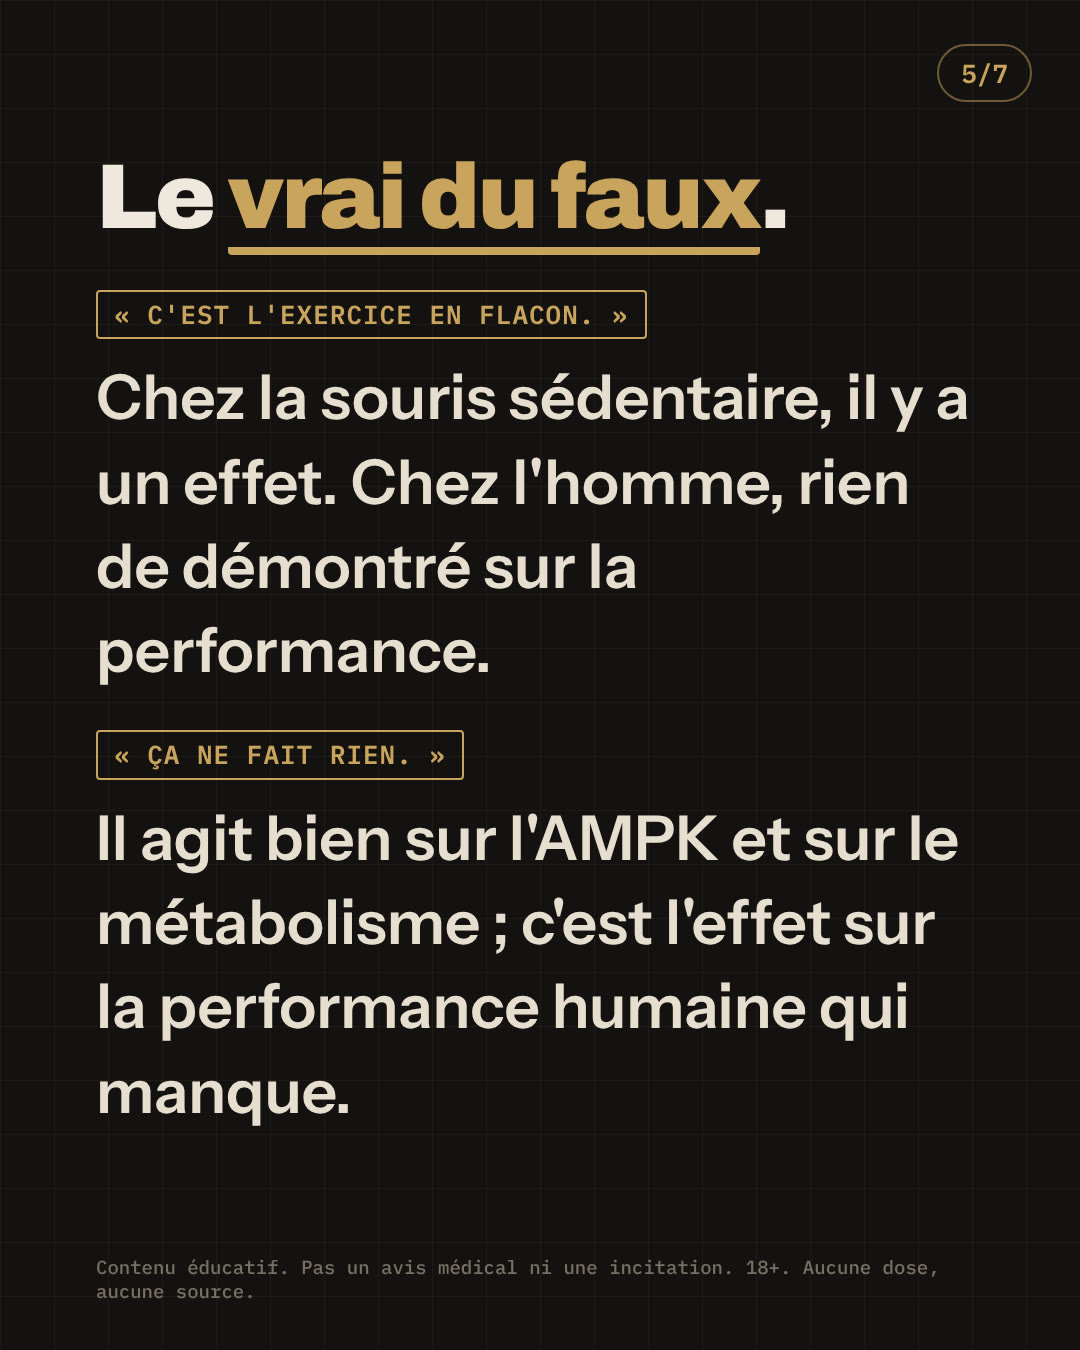 5/7
Le vrai du faux.
« C'EST L'EXERCICE EN FLACON. »
Chez la souris sédentaire, il y a
un effet. Chez l'homme, rien
de démontré sur la
performance.
« ÇA NE FAIT RIEN. »
Il agit bien sur l'AMPK et sur le
métabolisme ; c'est l'effet sur
la performance humaine qui
manque.
Contenu éducatif. Pas un avis médical ni une incitation. 18+. Aucune dose,
aucune source.